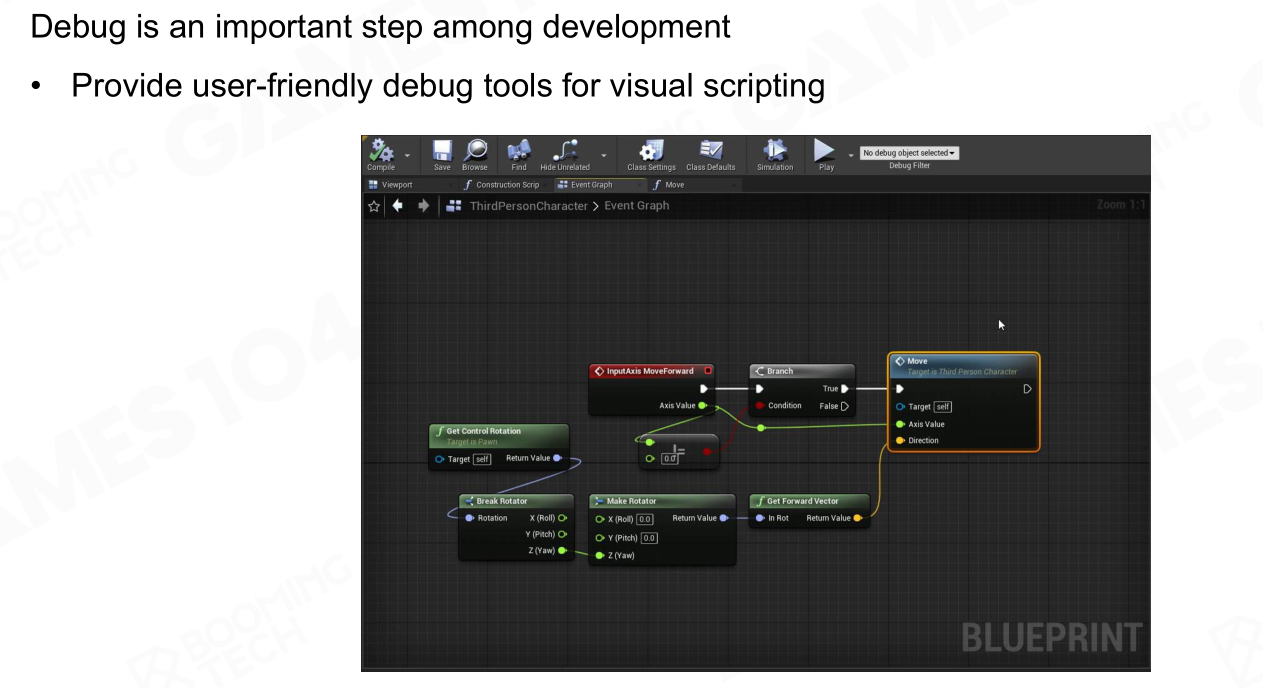 Debug is an important step among development
• Provide user-friendly debug tools for visual scripting
Compile Save Browse Find Hide Unrelated Class Settings Class Defaults Simulation Play No debug object selected
Debug Filter
Viewport Construction Scrip Event Graph Move
ThirdPersonCharacter > Event Graph Zoom 1:1
InputAxis MoveForward
Axis Value
Branch
True
Condition False
Move
Target is Third Person Character
Target self
Axis Value
Direction
!=
0.0
Get Control Rotation
Target is Pawn
Target self Return Value
Break Rotator
Rotation X (Roll)
Y (Pitch)
Z (Yaw)
Make Rotator
X (Roll) 0.0 Return Value
Y (Pitch) 0.0
Z (Yaw)
Get Forward Vector
In Rot Return Value
BLUEPRINT
GAMES104
BOOMING
TECH